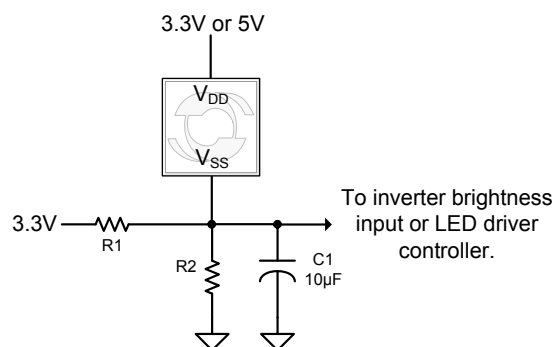 3.3V or 5V
VDD
VSS
3.3V
R1
R2
C1
10µF
To inverter brightness
input or LED driver
controller.